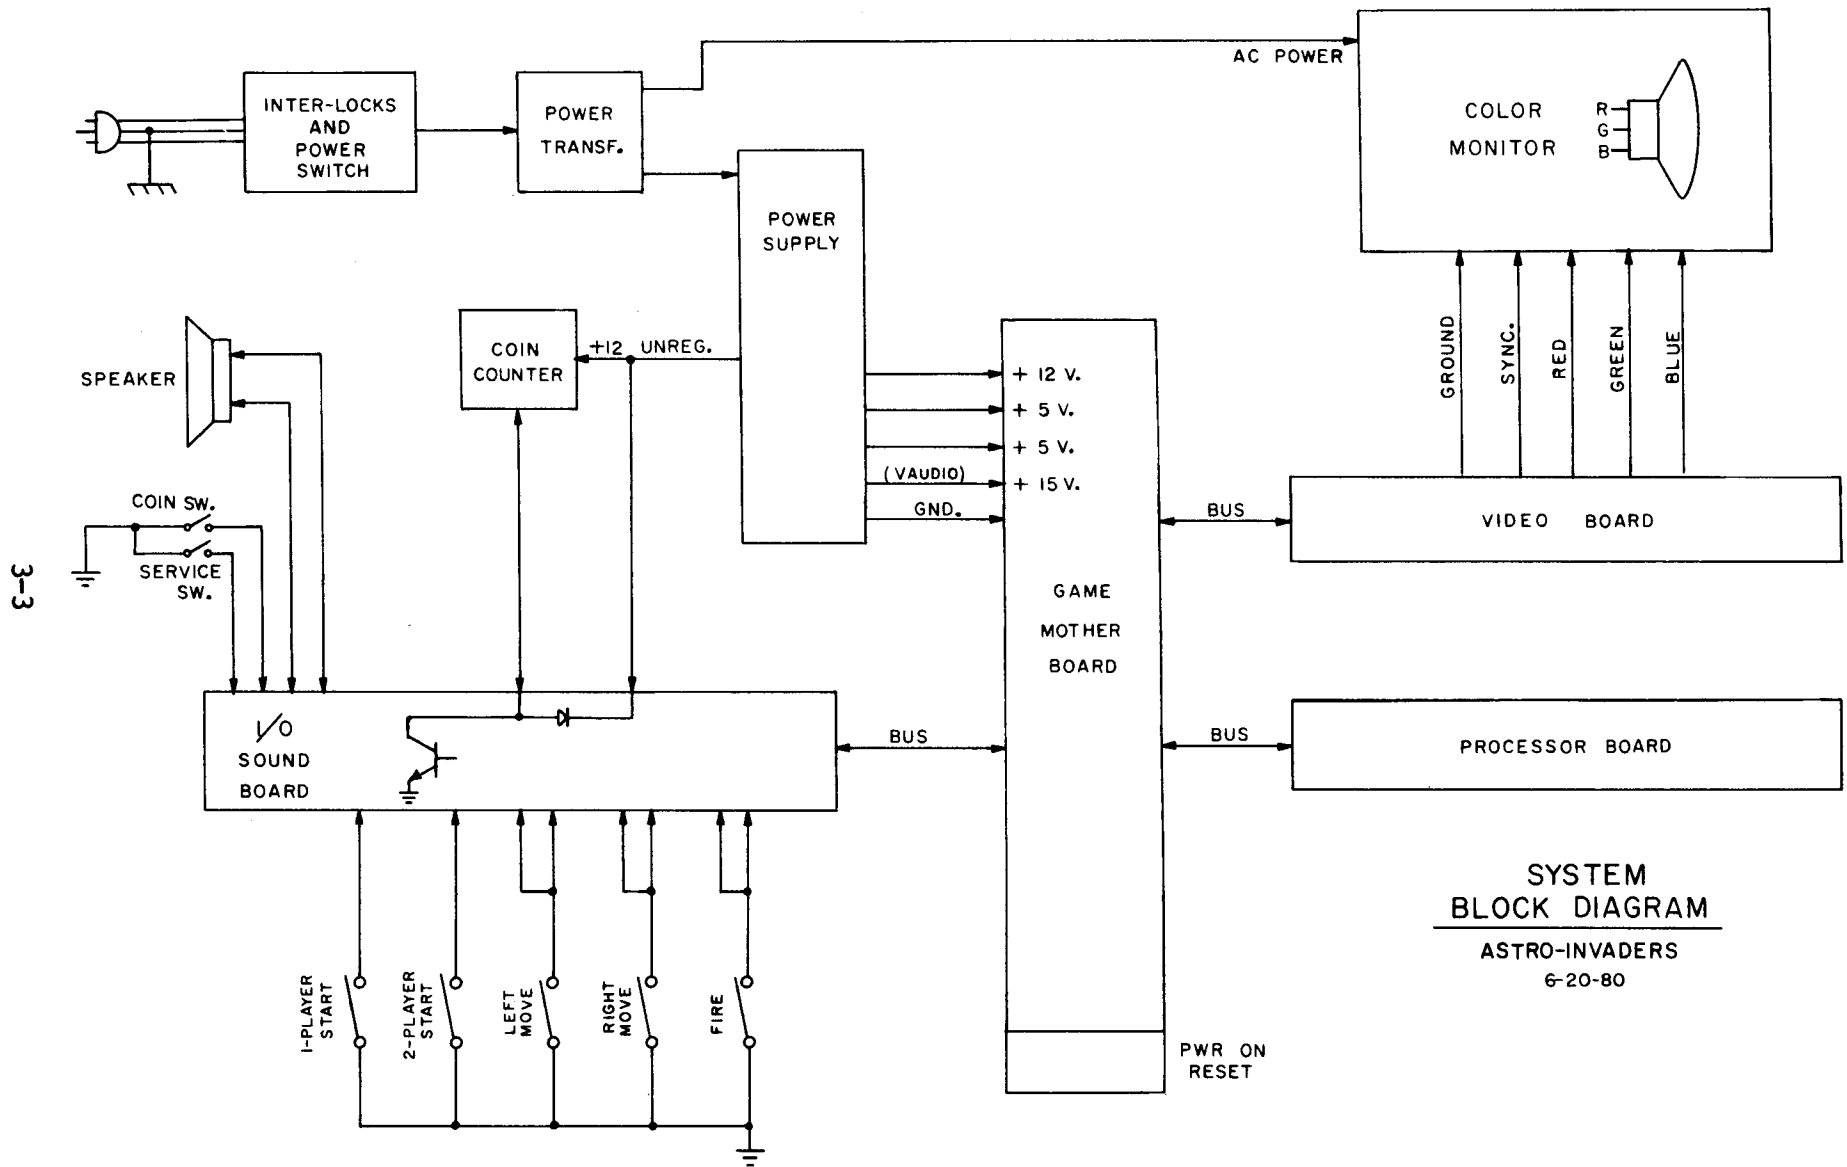 AC POWER
INTER-LOCKS
AND
POWER
SWITCH
POWER
TRANSF.
COLOR
MONITOR
R
G
B
POWER
SUPPLY
SPEAKER
COIN
COUNTER
+12 UNREG.
+ 12 V.
+ 5 V.
+ 5 V.
(VAUDIO)
+ 15 V.
GND.
GROUND
SYNC.
RED
GREEN
BLUE
COIN SW.
SERVICE
SW.
BUS
VIDEO BOARD
3-3
GAME
MOTHER
BOARD
I/O
SOUND
BOARD
BUS
BUS
PROCESSOR BOARD
1-PLAYER
START
2-PLAYER
START
LEFT
MOVE
RIGHT
MOVE
FIRE
PWR ON
RESET
SYSTEM
BLOCK DIAGRAM
ASTRO-INVADERS
6-20-80